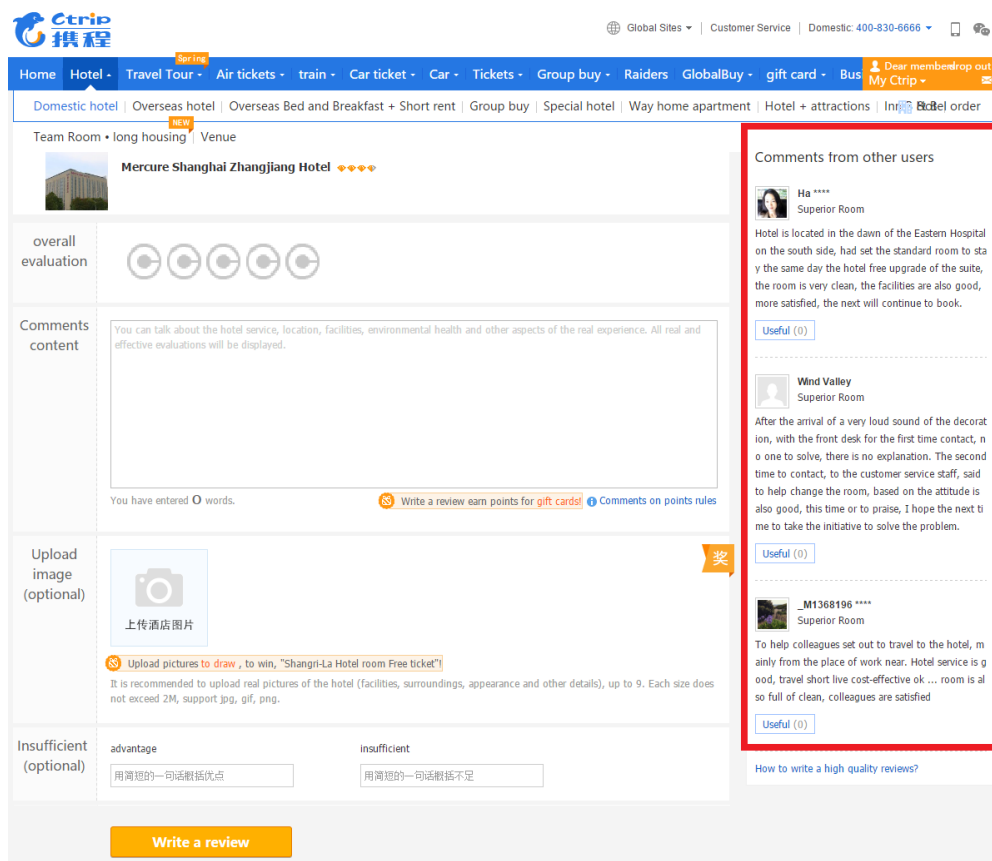 Ctrip
携程
Global Sites
Customer Service
Domestic: 400-830-6666
Spring
Home
Hotel
Travel Tour
Air tickets
train
Car ticket
Car
Tickets
Group buy
Raiders
GlobalBuy
gift card
Bus
Dear member
drop out
My Ctrip
Domestic hotel
Overseas hotel
Overseas Bed and Breakfast + Short rent
Group buy
Special hotel
Way home apartment
Hotel + attractions
Hotel order
NEW
Team Room • long housing
Venue
Mercure Shanghai Zhangjiang Hotel
overall
evaluation
Comments
content
You can talk about the hotel service, location, facilities, environmental health and other aspects of the real experience. All real and
effective evaluations will be displayed.
You have entered 0 words.
Write a review earn points for gift cards!
Comments on points rules
Upload
image
(optional)
奖
上传酒店图片
Upload pictures to draw , to win, "Shangri-La Hotel room Free ticket"!
It is recommended to upload real pictures of the hotel (facilities, surroundings, appearance and other details), up to 9. Each size does
not exceed 2M, support jpg, gif, png.
Insufficient
(optional)
advantage
insufficient
用简短的一句话概括优点
用简短的一句话概括不足
Write a review
Comments from other users
Ha ****
Superior Room
Hotel is located in the dawn of the Eastern Hospital
on the south side, had set the standard room to sta
y the same day the hotel free upgrade of the suite,
the room is very clean, the facilities are also good,
more satisfied, the next will continue to book.
Useful (0)
Wind Valley
Superior Room
After the arrival of a very loud sound of the decorat
ion, with the front desk for the first time contact, n
o one to solve, there is no explanation. The second
time to contact, to the customer service staff, said
to help change the room, based on the attitude is
also good, this time or to praise, I hope the next ti
me to take the initiative to solve the problem.
Useful (0)
_M1368196 ****
Superior Room
To help colleagues set out to travel to the hotel, m
ainly from the place of work near. Hotel service is g
ood, travel short live cost-effective ok ... room is al
so full of clean, colleagues are satisfied
Useful (0)
How to write a high quality reviews?